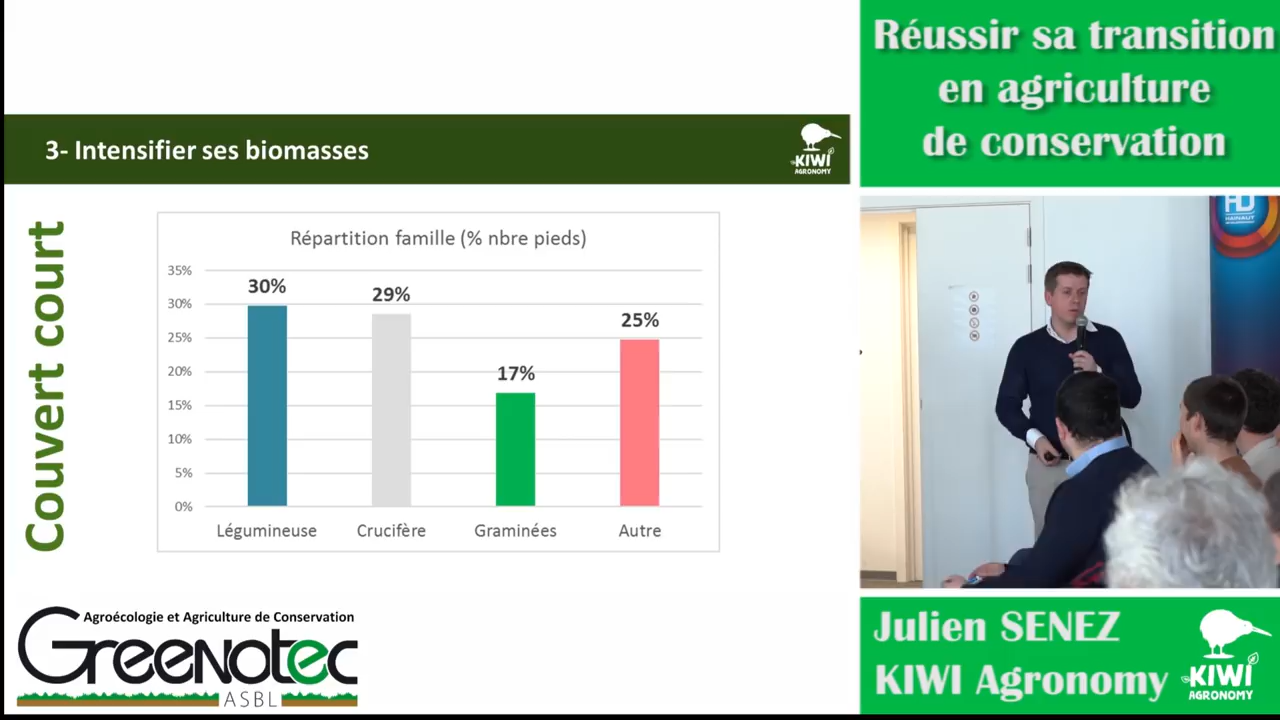 Réussir sa transition
en agriculture
de conservation
3- Intensifier ses biomasses
KIWI
AGRONOMY
Couvert court
Répartition famille (% nbre pieds)
35%
30%
25%
20%
15%
10%
5%
0%
30%
29%
17%
25%
Légumineuse
Crucifère
Graminées
Autre
HD
HAINAUT
Agroécologie et Agriculture de Conservation
Greenotec
ASBL
Julien SENEZ
KIWI Agronomy
KIWI
AGRONOMY